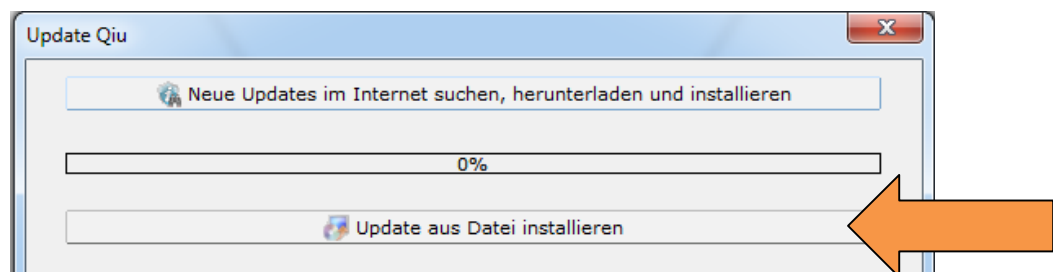 Update Qiu
Neue Updates im Internet suchen, herunterladen und installieren
0%
Update aus Datei installieren